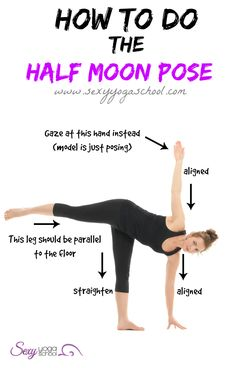 HOW TO DO
THE
HALF MOON POSE
www.sexyyogaschool.com
Gaze at this hand instead
(model is just posing)
aligned
This leg should be parallel
to the floor
straighten
aligned
Sexy yoga
school